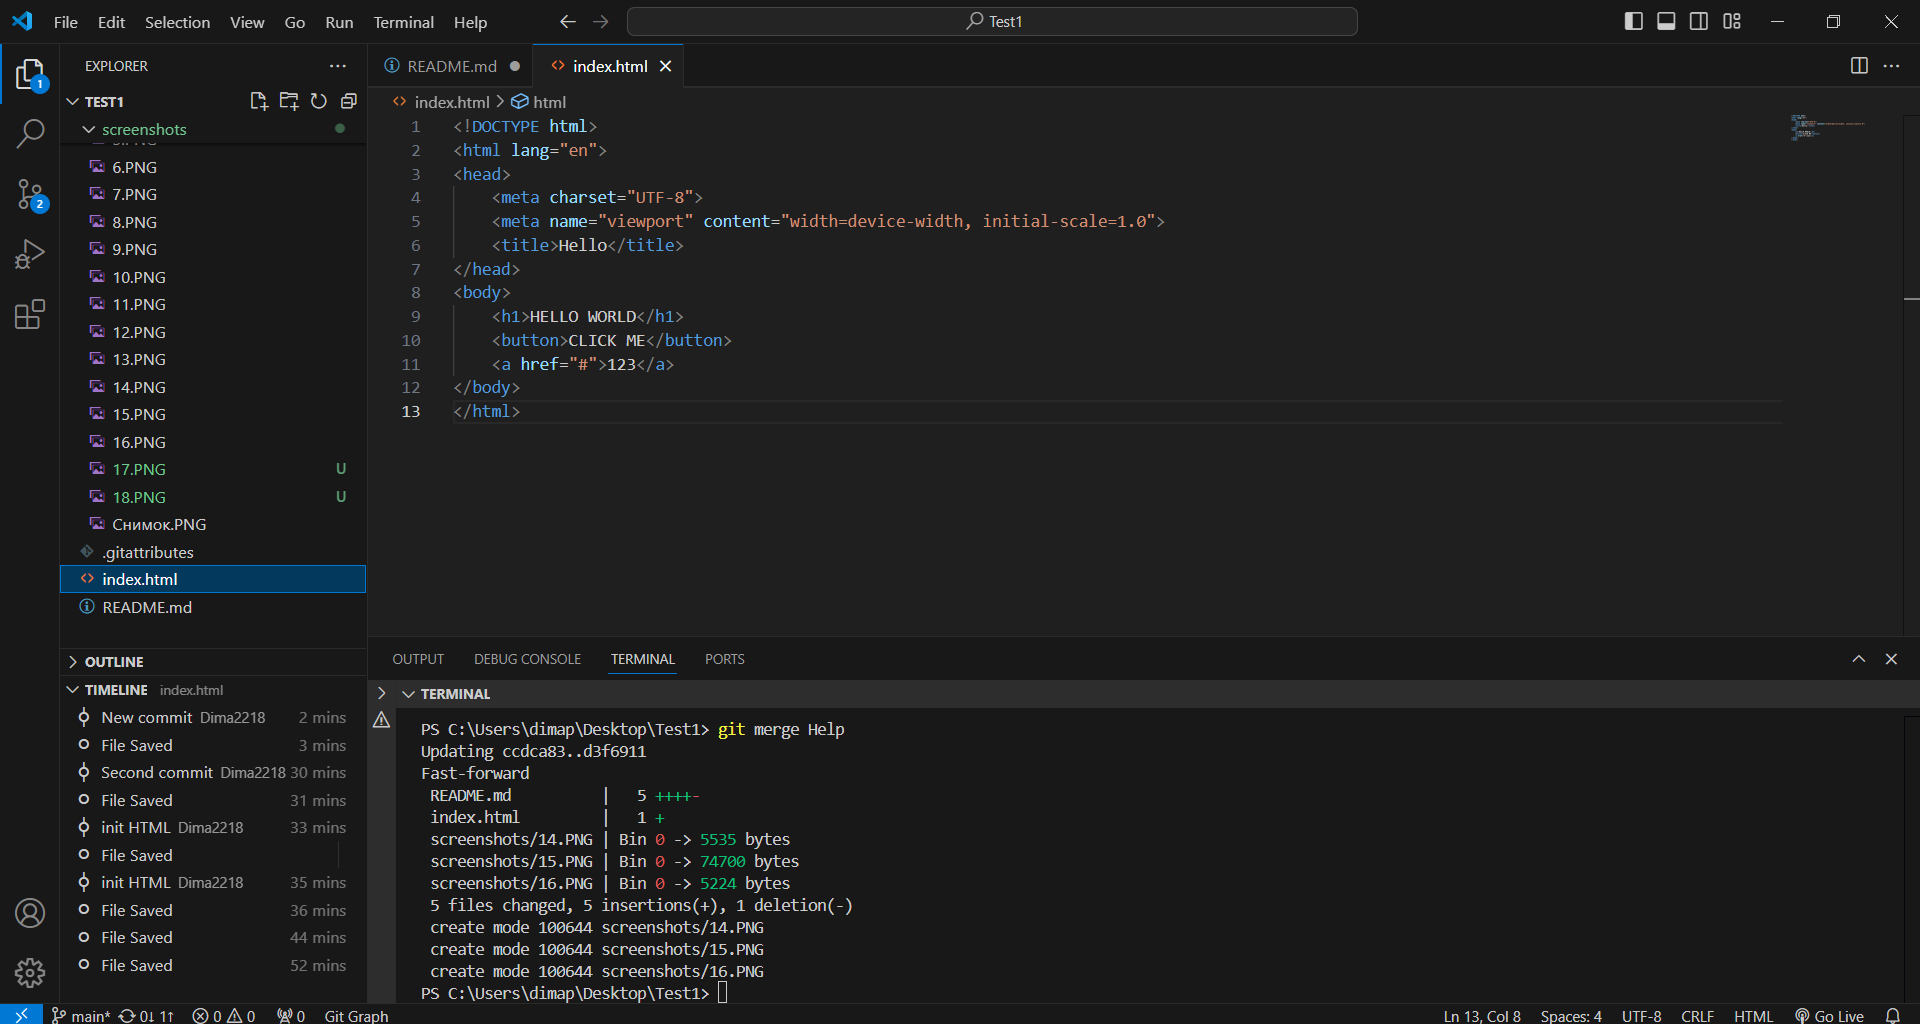 File Edit Selection View Go Run Terminal Help
Test1
EXPLORER
TEST1
screenshots
6.PNG
7.PNG
8.PNG
9.PNG
10.PNG
11.PNG
12.PNG
13.PNG
14.PNG
15.PNG
16.PNG
17.PNG U
18.PNG U
Снимок.PNG
.gitattributes
index.html
README.md
OUTLINE
TIMELINE index.html
New commit Dima2218 2 mins
File Saved 3 mins
Second commit Dima2218 30 mins
File Saved 31 mins
init HTML Dima2218 33 mins
File Saved
init HTML Dima2218 35 mins
File Saved 36 mins
File Saved 44 mins
File Saved 52 mins
1
2
README.md
index.html
index.html > html
1 <!DOCTYPE html>
2 <html lang="en">
3 <head>
4 <meta charset="UTF-8">
5 <meta name="viewport" content="width=device-width, initial-scale=1.0">
6 <title>Hello</title>
7 </head>
8 <body>
9 <h1>HELLO WORLD</h1>
10 <button>CLICK ME</button>
11 <a href="#">123</a>
12 </body>
13 </html>
OUTPUT DEBUG CONSOLE TERMINAL PORTS
TERMINAL
PS C:\Users\dimap\Desktop\Test1> git merge Help
Updating ccdca83..d3f6911
Fast-forward
README.md | 5 ++++-
index.html | 1 +
screenshots/14.PNG | Bin 0 -> 5535 bytes
screenshots/15.PNG | Bin 0 -> 74700 bytes
screenshots/16.PNG | Bin 0 -> 5224 bytes
5 files changed, 5 insertions(+), 1 deletion(-)
create mode 100644 screenshots/14.PNG
create mode 100644 screenshots/15.PNG
create mode 100644 screenshots/16.PNG
PS C:\Users\dimap\Desktop\Test1>
main* 0↓ 1↑ 0 0 0 Git Graph
Ln 13, Col 8 Spaces: 4 UTF-8 CRLF HTML Go Live